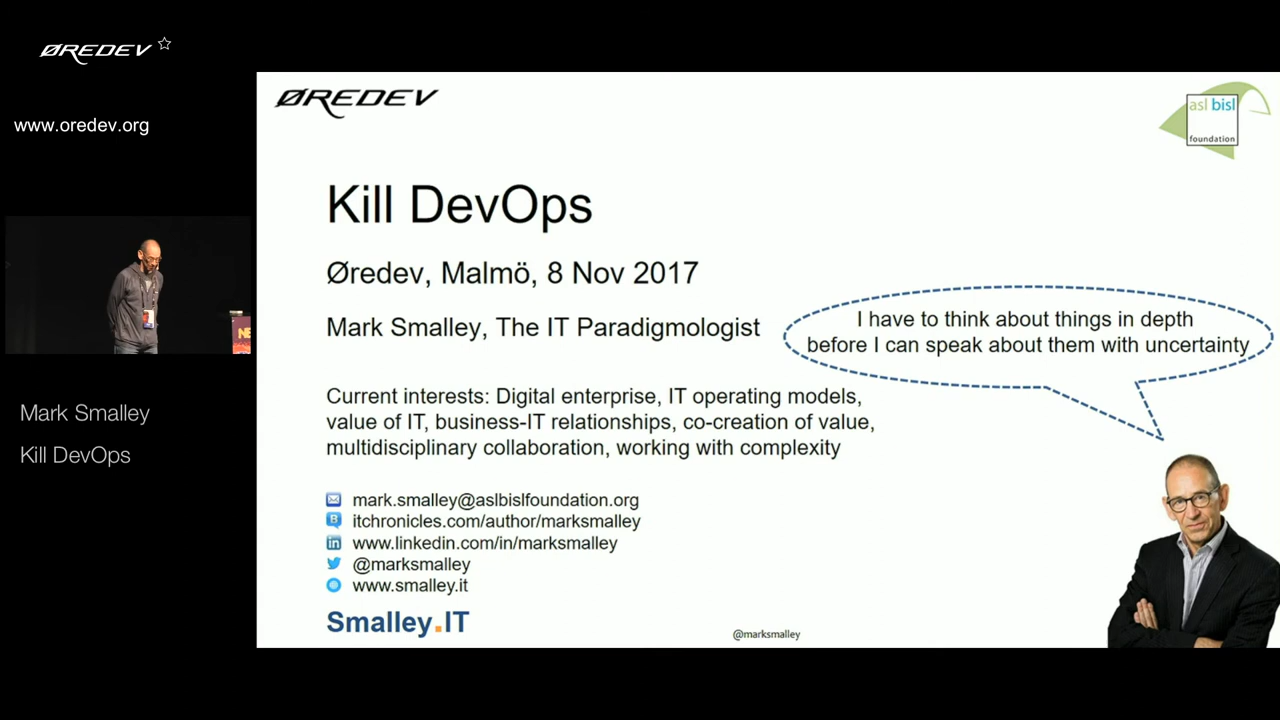 ØREDEV
www.oredev.org
Mark Smalley
Kill DevOps
ØREDEV
asl bisl
foundation
Kill DevOps
Øredev, Malmö, 8 Nov 2017
Mark Smalley, The IT Paradigmologist
I have to think about things in depth
before I can speak about them with uncertainty
Current interests: Digital enterprise, IT operating models,
value of IT, business-IT relationships, co-creation of value,
multidisciplinary collaboration, working with complexity
mark.smalley@aslbislfoundation.org
itchronicles.com/author/marksmalley
www.linkedin.com/in/marksmalley
@marksmalley
www.smalley.it
Smalley.IT
@marksmalley